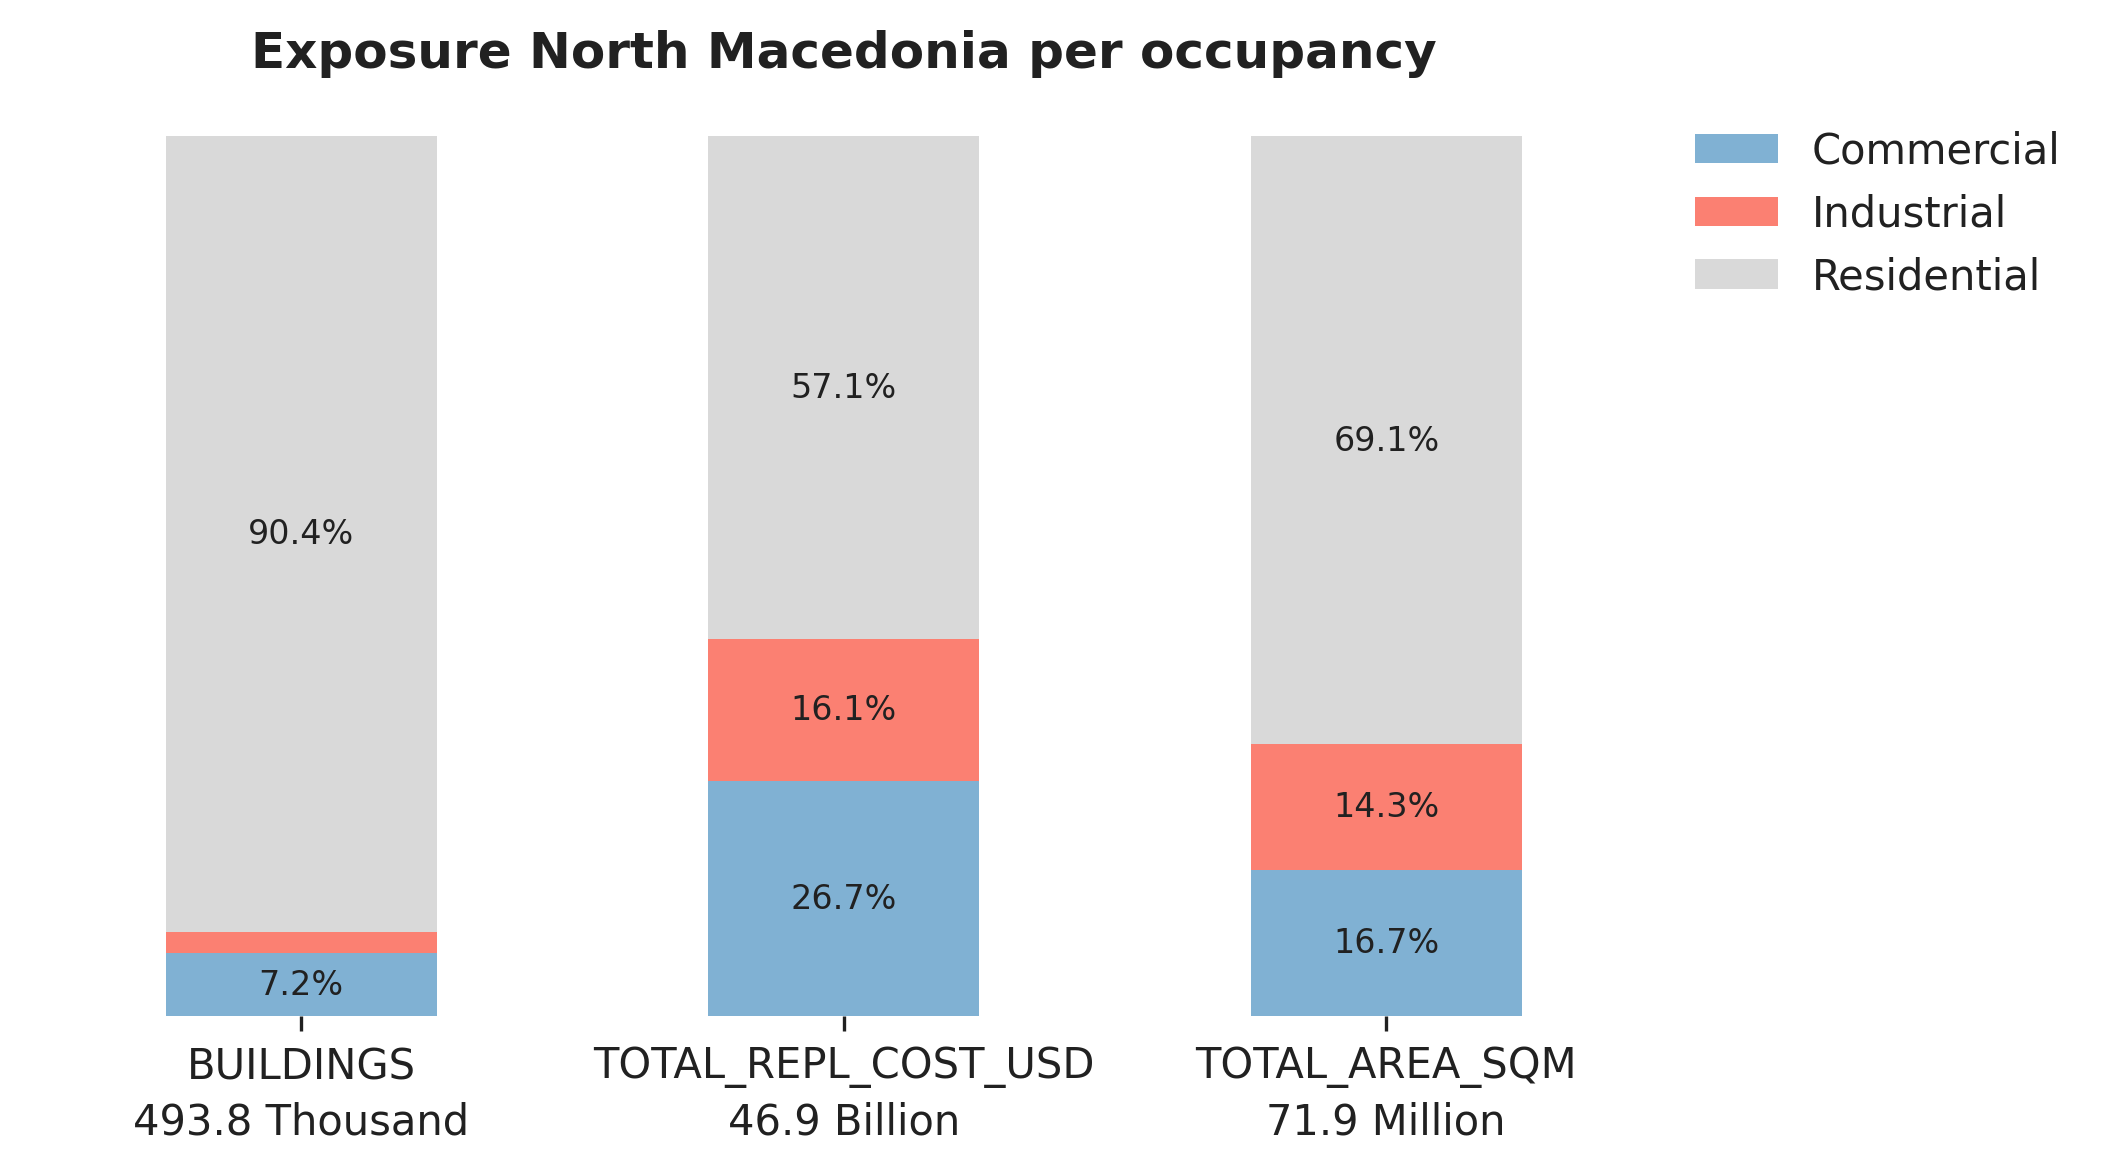 Exposure North Macedonia per occupancy
Commercial
Industrial
Residential
90.4%
7.2%
57.1%
16.1%
26.7%
69.1%
14.3%
16.7%
BUILDINGS
493.8 Thousand
TOTAL_REPL_COST_USD
46.9 Billion
TOTAL_AREA_SQM
71.9 Million